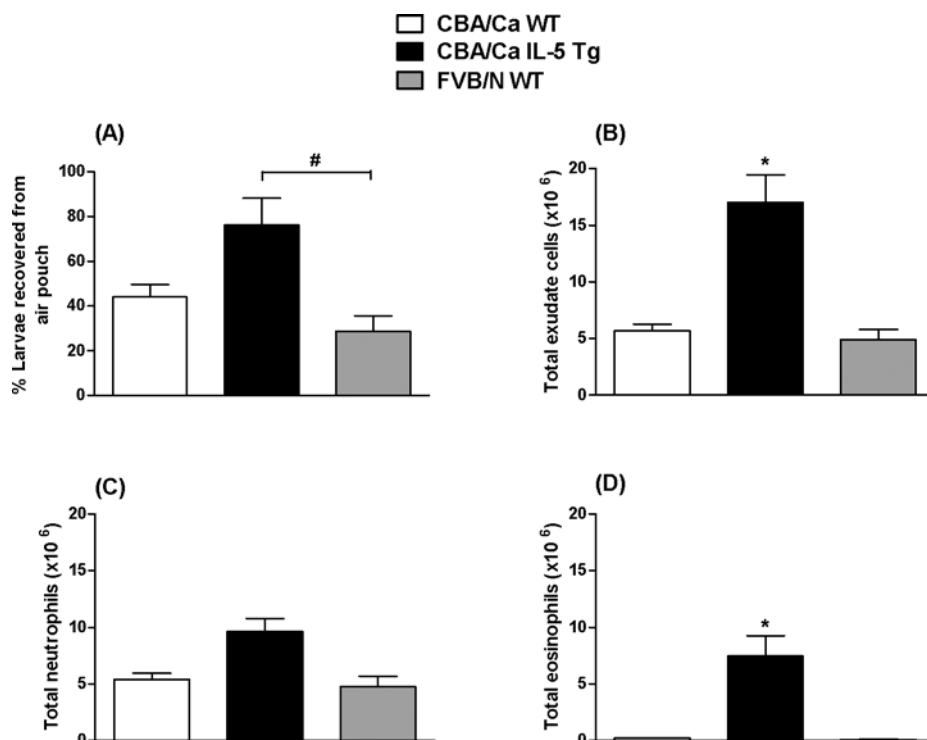 CBA/Ca WT
CBA/Ca IL-5 Tg
FVB/N WT
(A)
% Larvae recovered from
air pouch
100
80
60
40
20
0
#
(B)
Total exudate cells (x10 6)
20
15
10
5
0
*
(C)
Total neutrophils (x10 6)
20
15
10
5
0
(D)
Total eosinophils (x10 6)
20
15
10
5
0
*